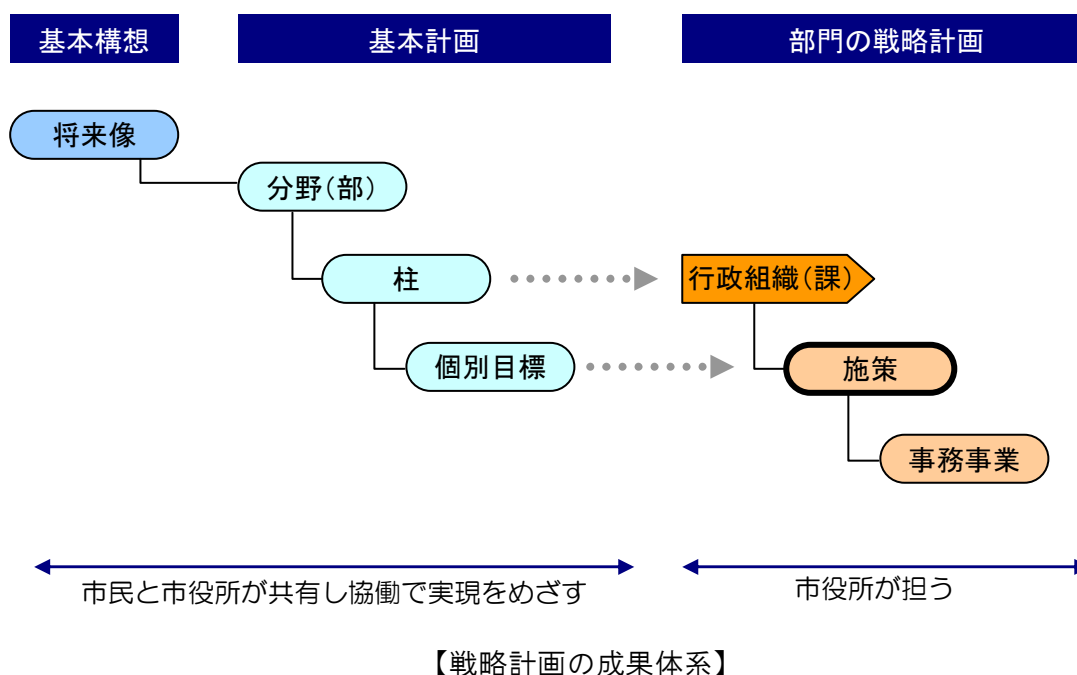 基本構想
基本計画
部門の戦略計画
将来像
分野(部)
柱
行政組織(課)
個別目標
施策
事務事業
市民と市役所が共有し協働で実現をめざす
市役所が担う
【戦略計画の成果体系】